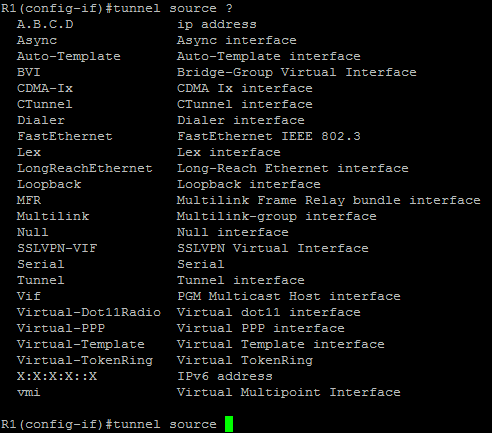 R1(config-if)#tunnel source ?
A.B.C.D ip address
Async Async interface
Auto-Template Auto-Template interface
BVI Bridge-Group Virtual Interface
CDMA-Ix CDMA Ix interface
CTunnel CTunnel interface
Dialer Dialer interface
FastEthernet FastEthernet IEEE 802.3
Lex Lex interface
LongReachEthernet Long-Reach Ethernet interface
Loopback Loopback interface
MFR Multilink Frame Relay bundle interface
Multilink Multilink-group interface
Null Null interface
SSLVPN-VIF SSLVPN Virtual Interface
Serial Serial
Tunnel Tunnel interface
Vif PGM Multicast Host interface
Virtual-Dot11Radio Virtual dot11 interface
Virtual-PPP Virtual PPP interface
Virtual-Template Virtual Template interface
Virtual-TokenRing Virtual TokenRing
X:X:X:X::X IPv6 address
vmi Virtual Multipoint Interface
R1(config-if)#tunnel source